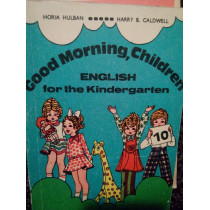 HORIA HULBAN HARRY B. CALDWELL
Good Morning, Children
ENGLISH
for the Kindergarten
10